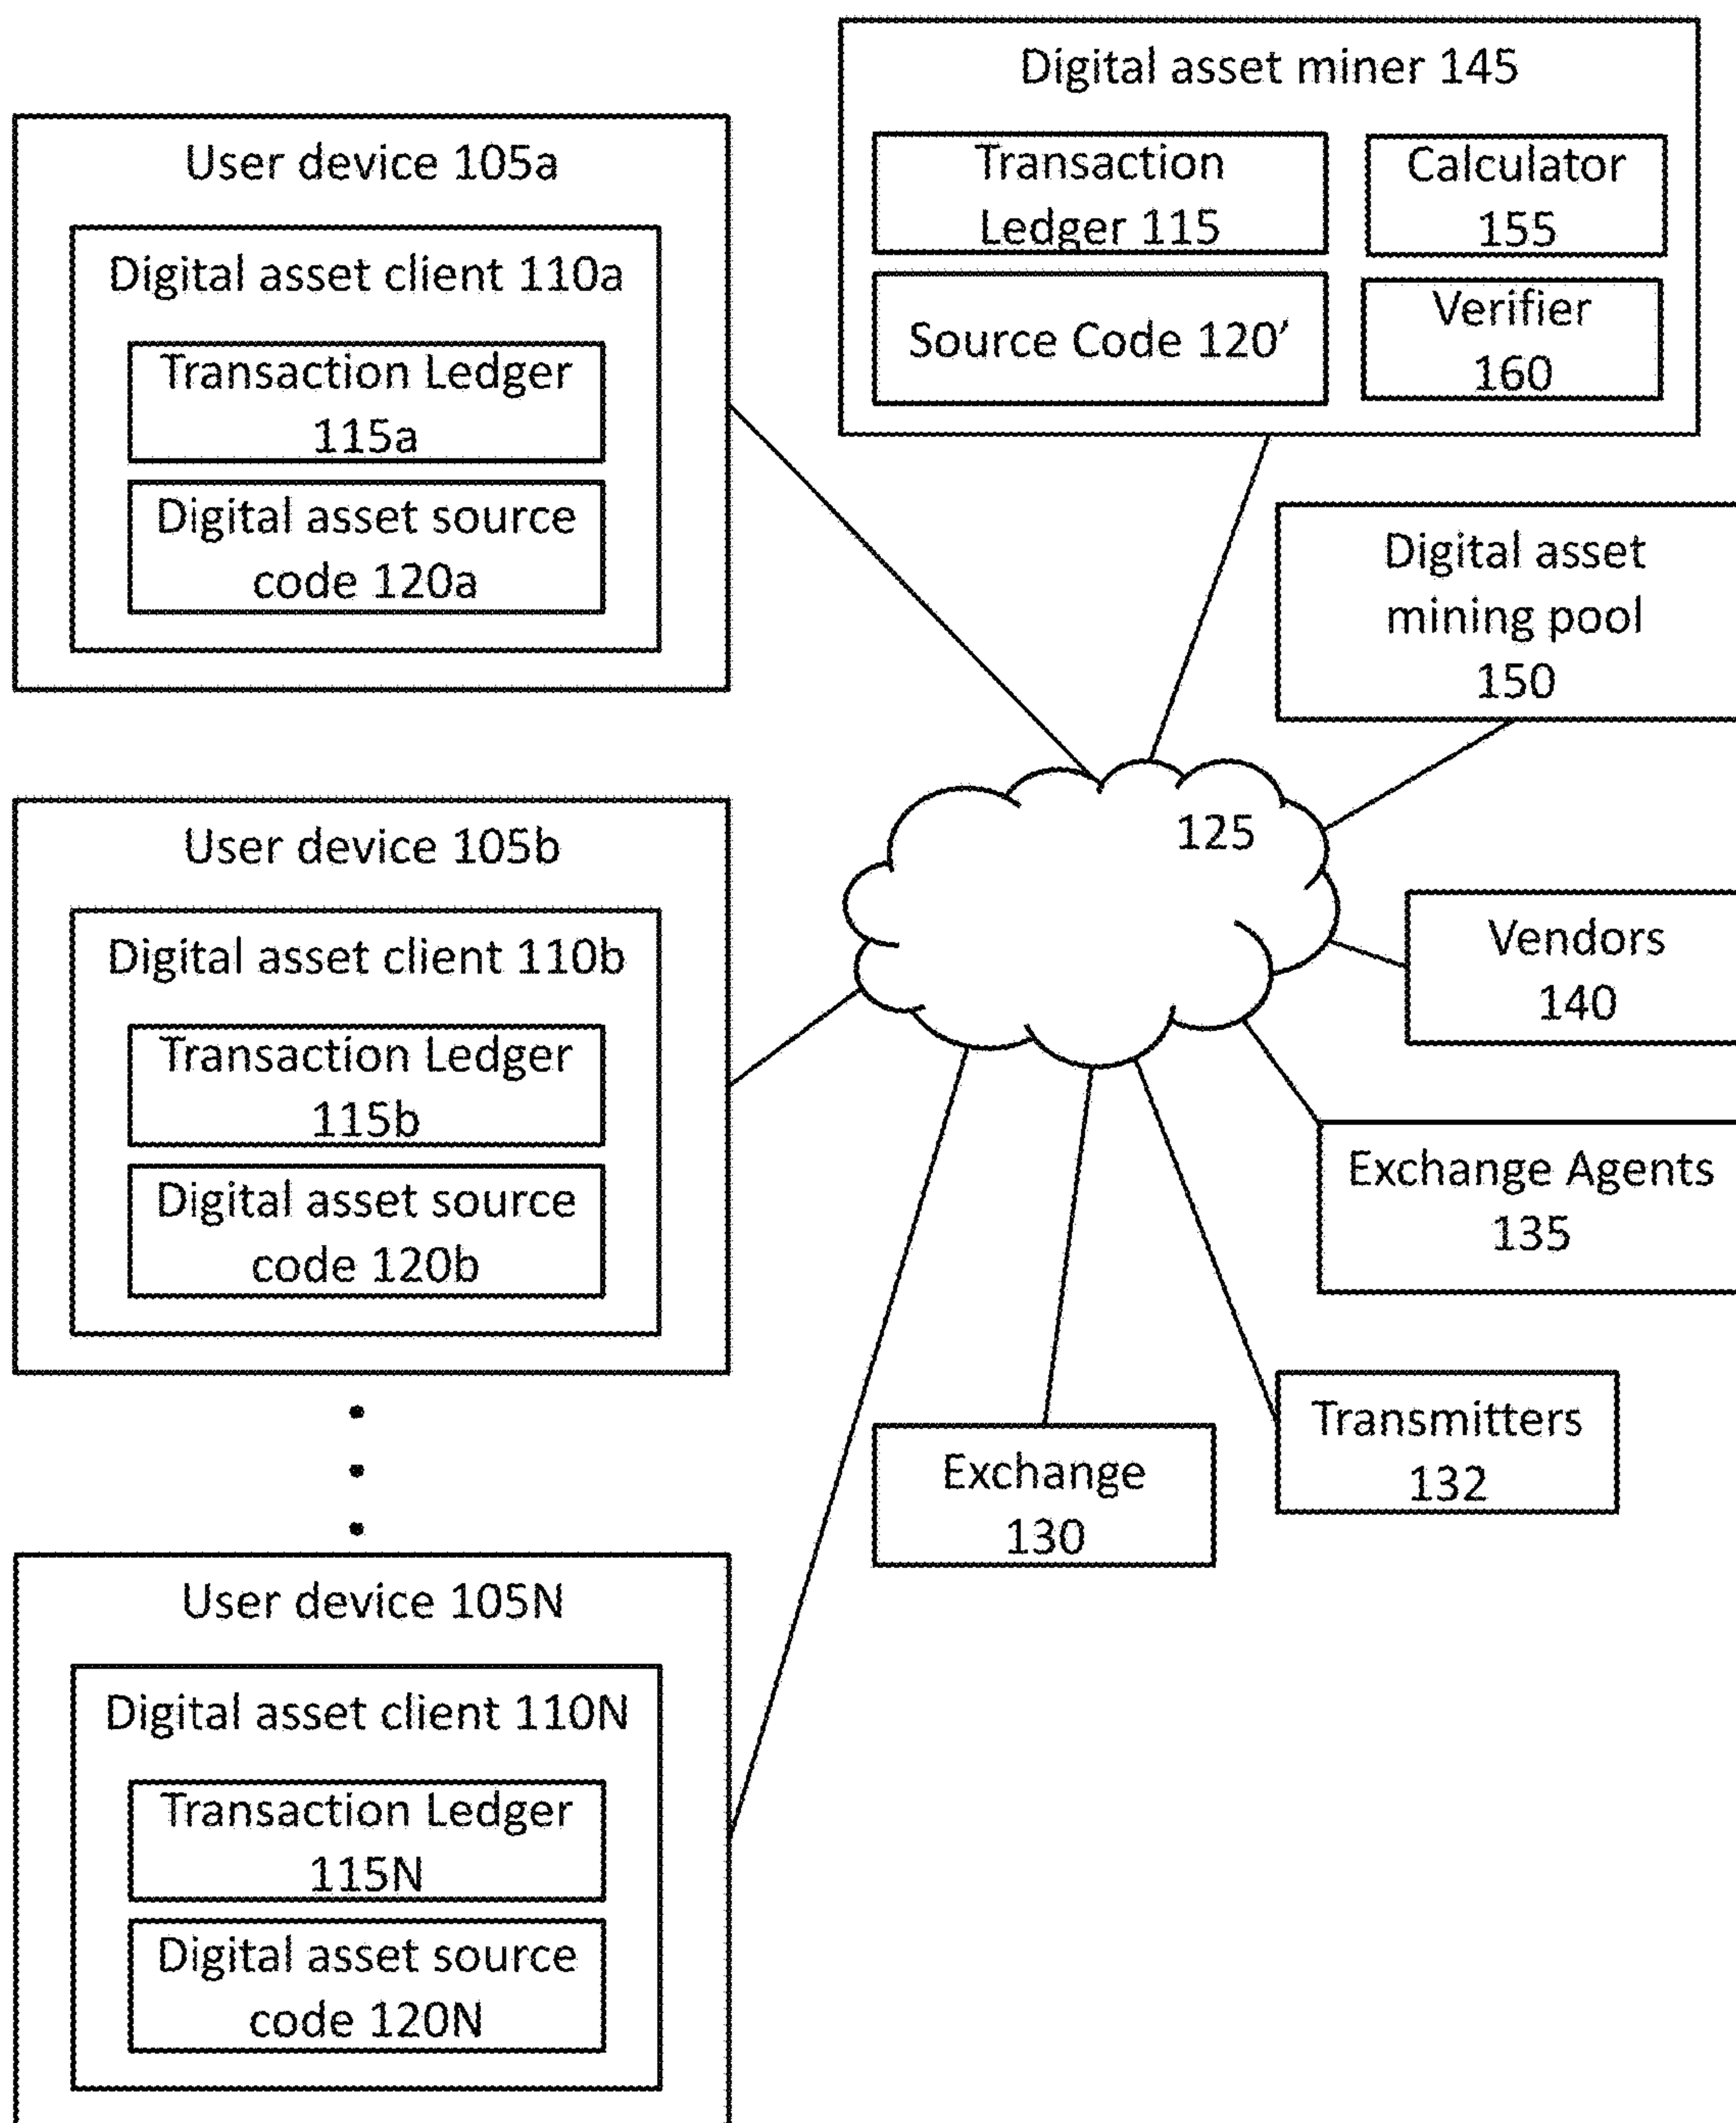 Digital asset miner 145
Transaction
Ledger 115
Calculator
155
Source Code 120’
Verifier
160
User device 105a
Digital asset client 110a
Transaction Ledger
115a
Digital asset source
code 120a
Digital asset
mining pool
150
125
User device 105b
Digital asset client 110b
Transaction Ledger
115b
Digital asset source
code 120b
Vendors
140
Exchange Agents
135
Transmitters
132
Exchange
130
User device 105N
Digital asset client 110N
Transaction Ledger
115N
Digital asset source
code 120N